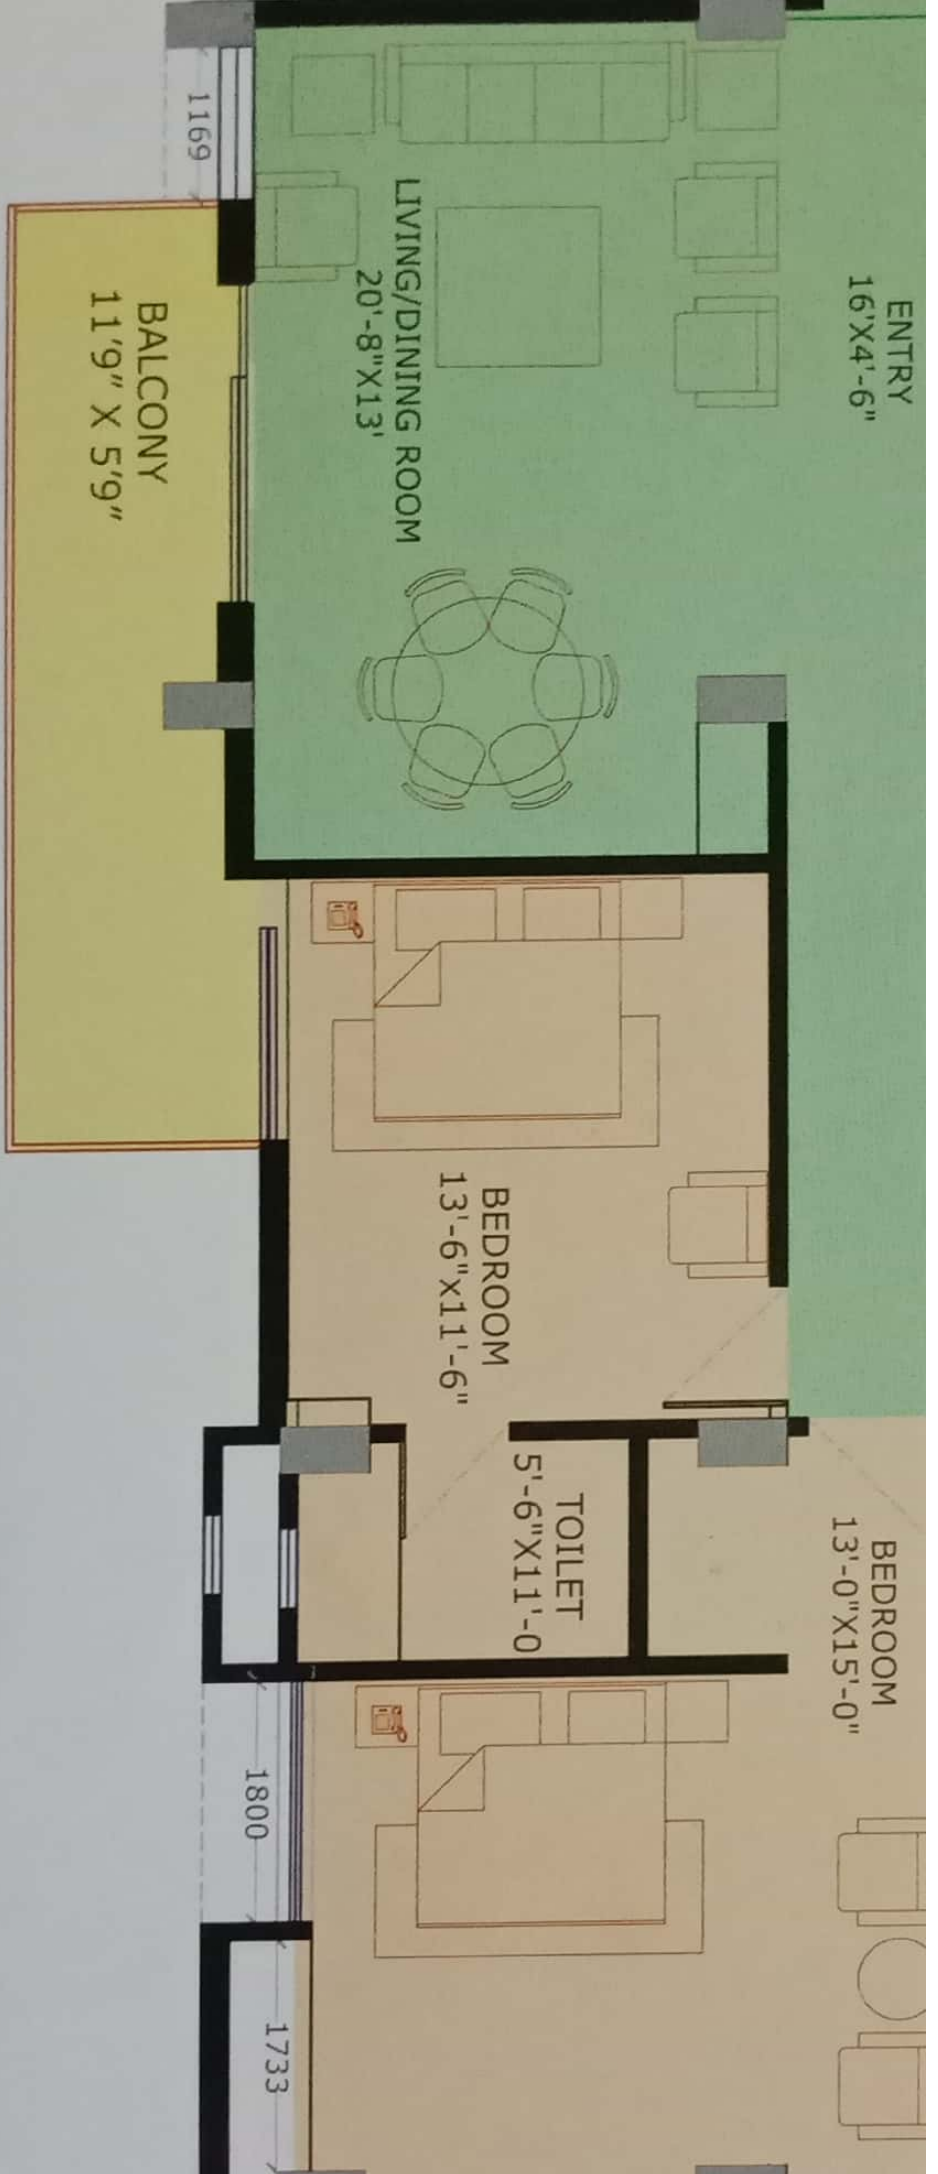 ENTRY
16'X4'-6"
LIVING/DINING ROOM
20'-8"X13'
1169
BALCONY
11'9" X 5'9"
BEDROOM
13'-6"x11'-6"
TOILET
5'-6"X11'-0
BEDROOM
13'-0"X15'-0"
1800
1733